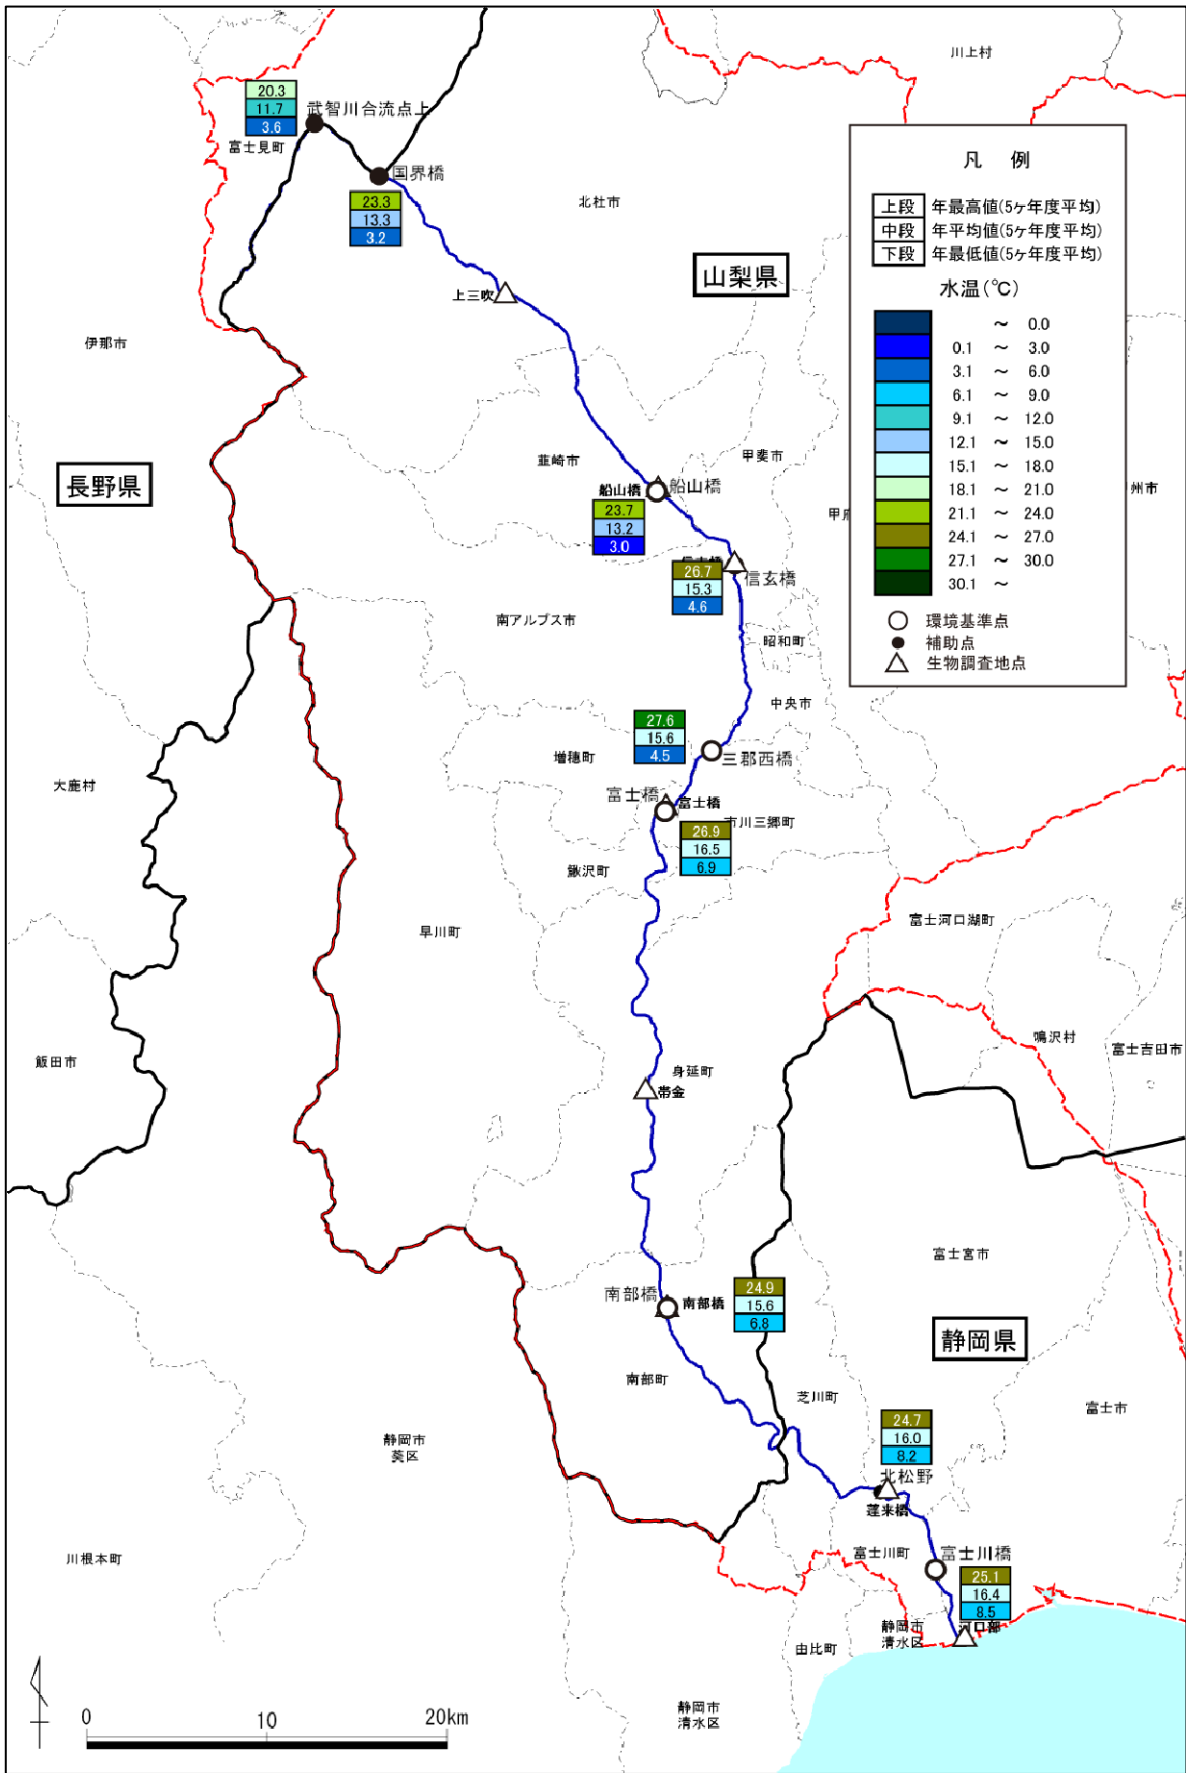 川上村
20.3
11.7
3.6
武智川合流点上
富士見町
国界橋
23.3
13.3
3.2
北杜市
上三吹
山梨県
伊那市
凡 例
上段 年最高値(5ヶ年度平均)
中段 年平均値(5ヶ年度平均)
下段 年最低値(5ヶ年度平均)
水温(℃)
～ 0.0
0.1 ～ 3.0
3.1 ～ 6.0
6.1 ～ 9.0
9.1 ～ 12.0
12.1 ～ 15.0
15.1 ～ 18.0
18.1 ～ 21.0
21.1 ～ 24.0
24.1 ～ 27.0
27.1 ～ 30.0
30.1 ～
環境基準点
補助点
生物調査地点
長野県
韮崎市
甲斐市
州市
船山橋
船山橋
23.7
13.2
3.0
信玄橋
26.7
15.3
4.6
南アルプス市
昭和町
中央市
27.6
15.6
4.5
三郡西橋
増穂町
大鹿村
富士橋
富士橋
市川三郷町
26.9
16.5
6.9
鰍沢町
早川町
富士河口湖町
鳴沢村
富士吉田市
飯田市
身延町
帯金
富士宮市
南部橋
南部橋
24.9
15.6
6.8
静岡県
南部町
芝川町
富士市
24.7
16.0
8.2
北松野
蓬来橋
静岡市
葵区
川根本町
富士川町
富士川橋
25.1
16.4
8.5
河口部
静岡市
清水区
由比町
静岡市
清水区
0 10 20km